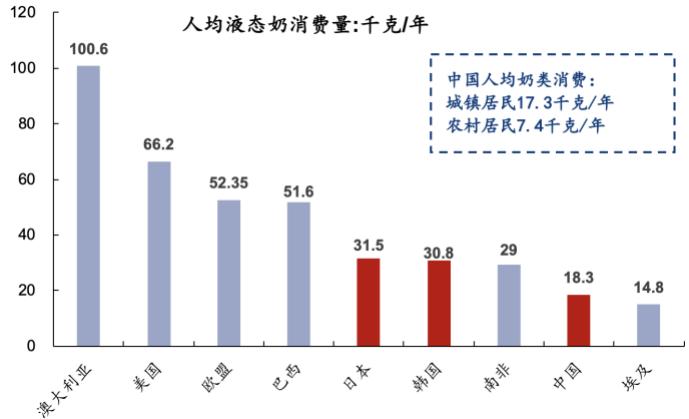 人均液态奶消费量:千克/年
120
100
80
60
40
20
0
100.6
66.2
52.35
51.6
31.5
30.8
29
18.3
14.8
中国人均奶类消费:
城镇居民17.3千克/年
农村居民7.4千克/年
澳大利亚
美国
欧盟
巴西
日本
韩国
南非
中国
埃及